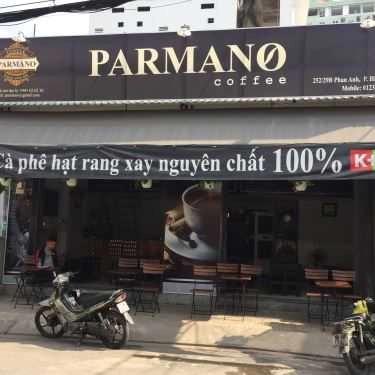 PARMANO
PARMANO
coffee
252/29B Phan Anh, P. H
Mobile: 0123
Cà phê hạt rang xay nguyên chất 100%